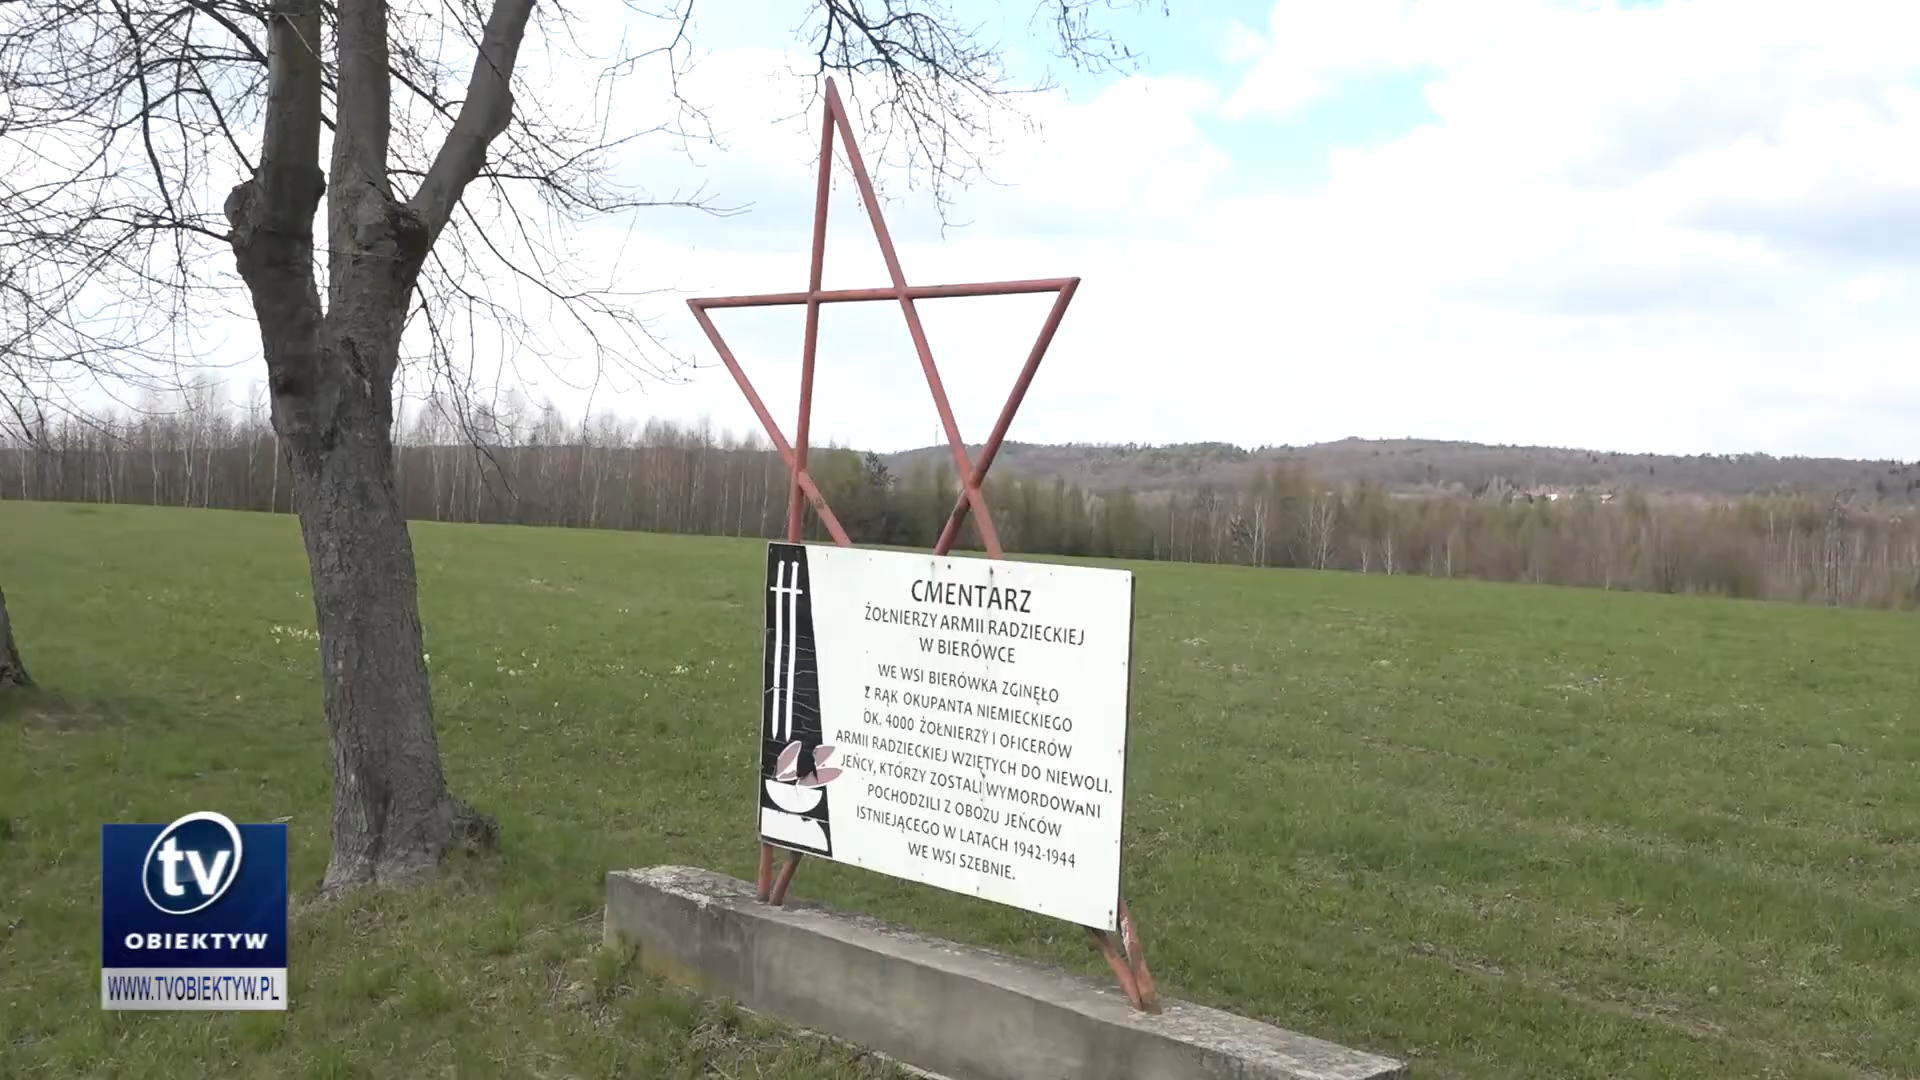 CMENTARZ
ŻOŁNIERZY ARMII RADZIECKIEJ
W BIERÓWCE
WE WSI BIERÓWKA ZGINĘŁO
Z RĄK OKUPANTA NIEMIECKIEGO
OK. 4000 ŻOŁNIERZY I OFICERÓW
ARMII RADZIECKIEJ WZIĘTYCH DO NIEWOLI.
JEŃCY, KTÓRZY ZOSTALI WYMORDOWANI
POCHODZILI Z OBOZU JEŃCÓW
ISTNIEJĄCEGO W LATACH 1942-1944
WE WSI SZEBNIE.
tv
OBIEKTYW
WWW.TVOBIEKTYW.PL